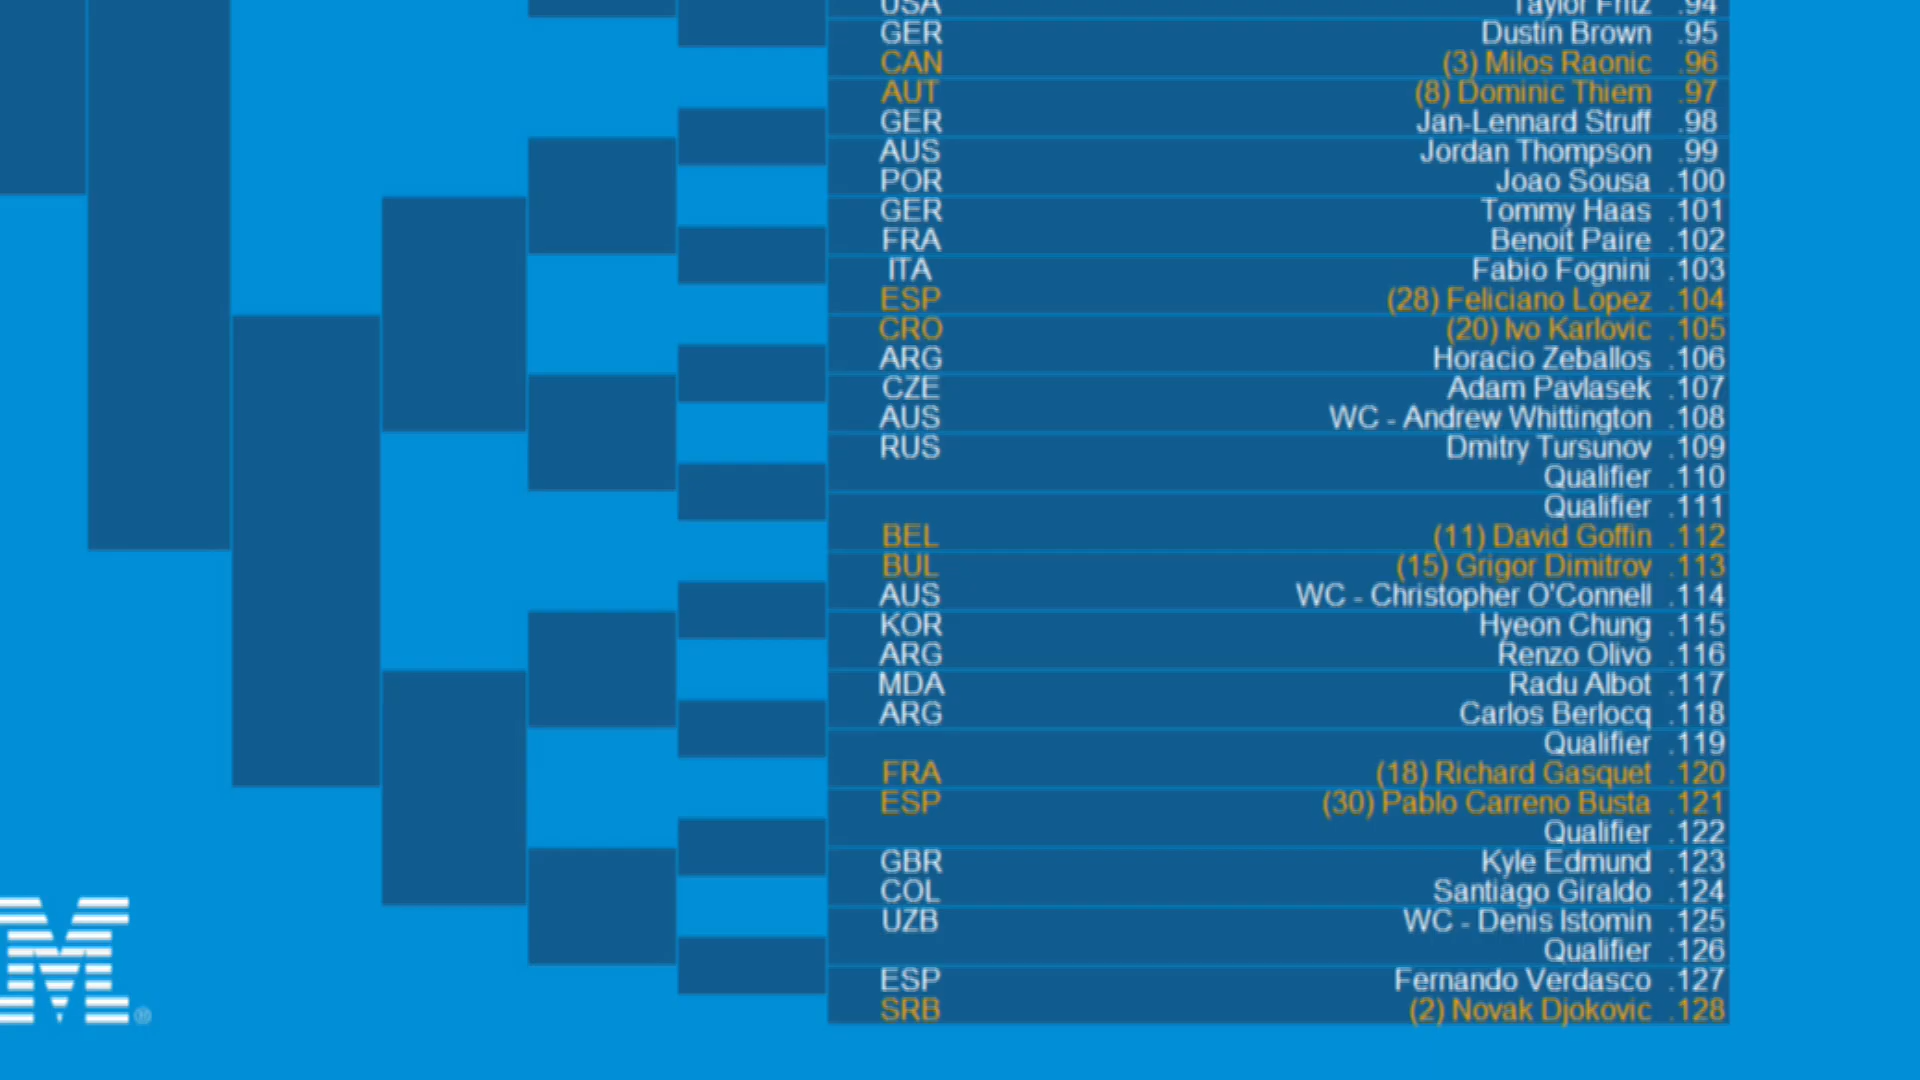 USA Taylor Fritz .94
GER Dustin Brown .95
CAN (3) Milos Raonic .96
AUT (8) Dominic Thiem .97
GER Jan-Lennard Struff .98
AUS Jordan Thompson .99
POR Joao Sousa .100
GER Tommy Haas .101
FRA Benoit Paire .102
ITA Fabio Fognini .103
ESP (28) Feliciano Lopez .104
CRO (20) Ivo Karlovic .105
ARG Horacio Zeballos .106
CZE Adam Pavlasek .107
AUS WC - Andrew Whittington .108
RUS Dmitry Tursunov .109
Qualifier .110
Qualifier .111
BEL (11) David Goffin .112
BUL (15) Grigor Dimitrov .113
AUS WC - Christopher O'Connell .114
KOR Hyeon Chung .115
ARG Renzo Olivo .116
MDA Radu Albot .117
ARG Carlos Berlocq .118
Qualifier .119
FRA (18) Richard Gasquet .120
ESP (30) Pablo Carreno Busta .121
Qualifier .122
GBR Kyle Edmund .123
COL Santiago Giraldo .124
UZB WC - Denis Istomin .125
Qualifier .126
ESP Fernando Verdasco .127
SRB (2) Novak Djokovic .128
M®